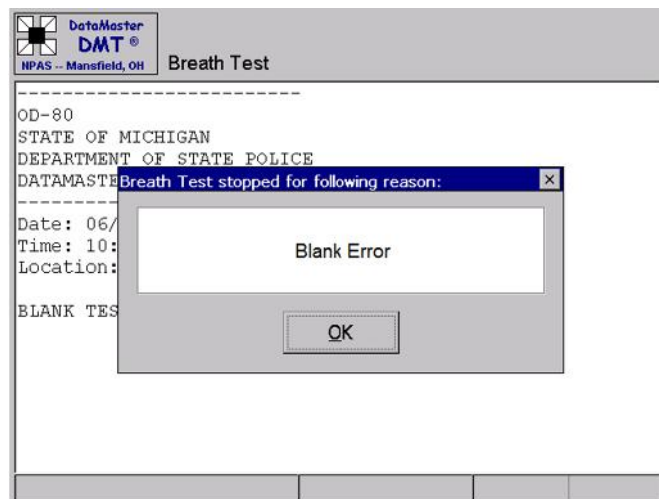 DataMaster
DMT ®
NPAS -- Mansfield, OH
Breath Test
--------------------------
OD-80
STATE OF MICHIGAN
DEPARTMENT OF STATE POLICE
DATAMASTE
Breath Test stopped for following reason:
Date: 06/
Time: 10:
Location:
Blank Error
BLANK TES
OK